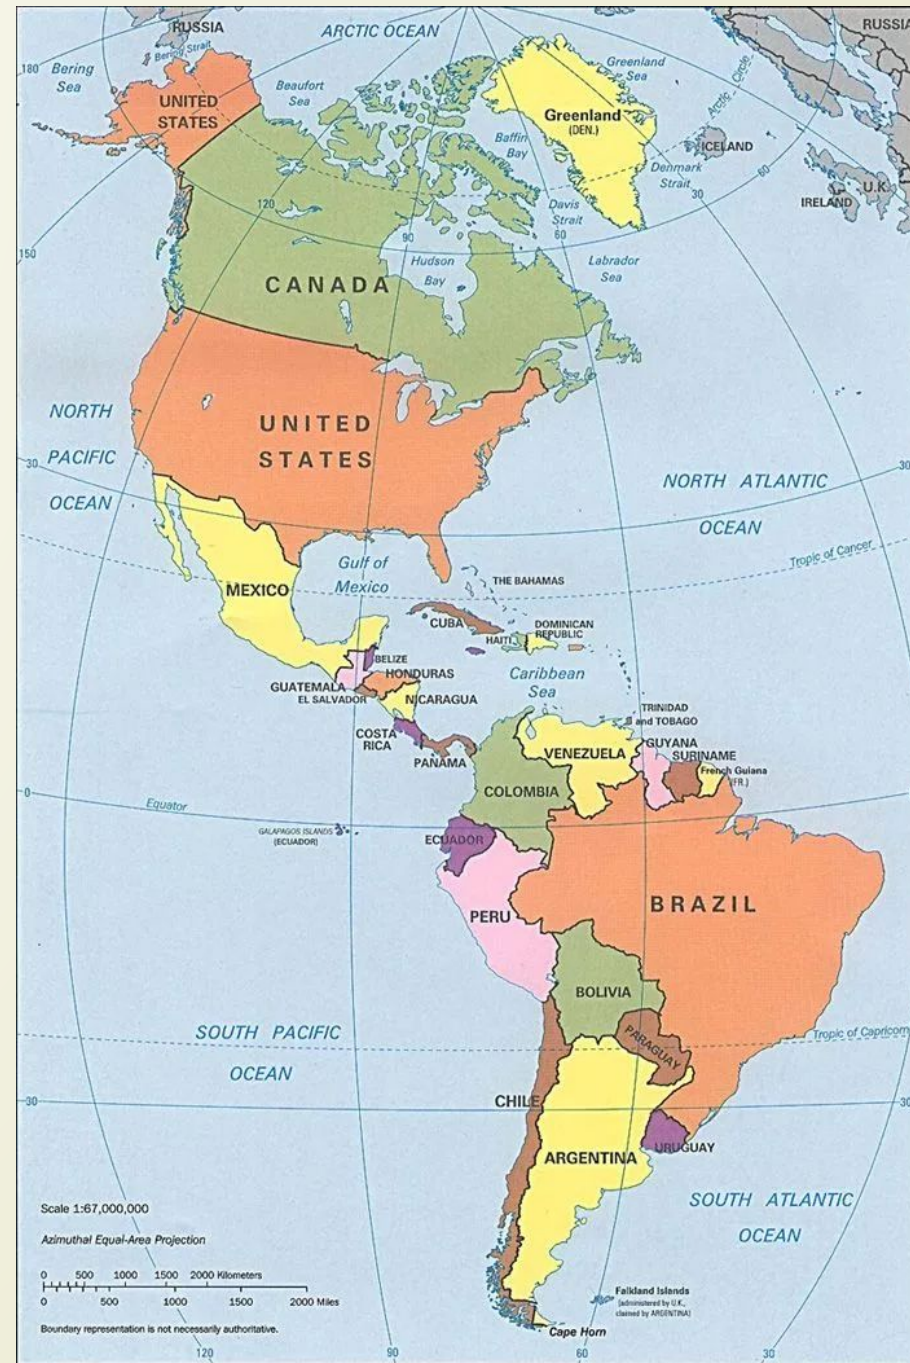 RUSSIA
ARCTIC OCEAN
RUSSIA
Bering Strait
180
Bering
Sea
Beaufort
Sea
Greenland
Sea
UNITED
STATES
Greenland
(DEN.)
Arctic Circle
Baffin
Bay
ICELAND
Denmark
Strait
60
U.K.
IRELAND
30
120
Davis
Strait
150
90
60
Hudson
Bay
Labrador
Sea
CANADA
NORTH
PACIFIC
OCEAN
UNITED
STATES
30
30
NORTH ATLANTIC
OCEAN
Tropic of Cancer
Gulf of
Mexico
MEXICO
THE BAHAMAS
CUBA
HAITI
DOMINICAN
REPUBLIC
BELIZE
HONDURAS
GUATEMALA
EL SALVADOR
NICARAGUA
Caribbean
Sea
COSTA
RICA
PANAMA
TRINIDAD
and TOBAGO
VENEZUELA
GUYANA
SURINAME
French Guiana
(FR.)
COLOMBIA
0
Equator
GALAPAGOS ISLANDS
(ECUADOR)
ECUADOR
PERU
BRAZIL
BOLIVIA
SOUTH PACIFIC
OCEAN
Tropic of Capricorn
PARAGUAY
30
CHILE
30
URUGUAY
ARGENTINA
SOUTH ATLANTIC
OCEAN
Scale 1:67,000,000
Azimuthal Equal-Area Projection
0 500 1000 1500 2000 Kilometers
0 500 1000 2000 Miles
Boundary representation is not necessarily authoritative.
Falkland Islands
(administered by U.K.,
claimed by ARGENTINA)
Cape Horn
120
90
60
30